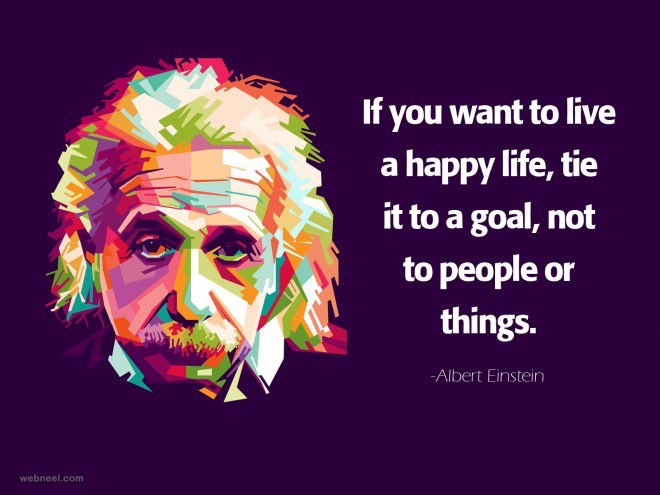 If you want to live
a happy life, tie
it to a goal, not
to people or
things.
-Albert Einstein
webneel.com